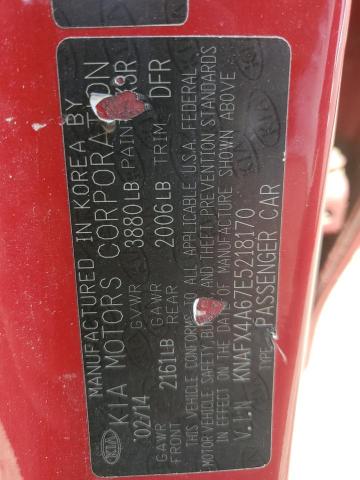 MANUFACTURED IN KOREA BY
KIA MOTORS CORPORATION
02/14 GVWR 3880LB PAINT
GAWR FRONT 2161LB GAWR REAR 2006LB TRIM DFR
THIS VEHICLE CONFORMS ALL APPLICABLE U.S.A. FEDERAL
MOTOR VEHICLE SAFETY AND THEFT PREVENTION STANDARDS
IN EFFECT ON THE DATE OF MANUFACTURE SHOWN ABOVE
V.I.N KNAFX4A67E5218170
TYPE: PASSENGER CAR
KIA